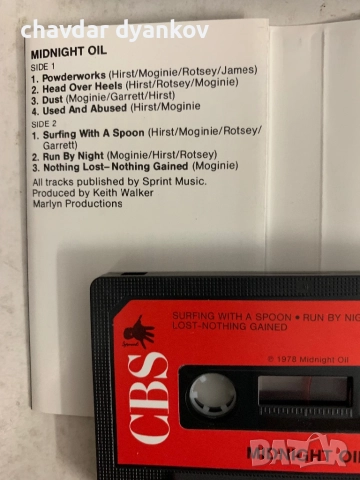 chavdar dyankov
MIDNIGHT OIL
SIDE 1
1. Powderworks (Hirst/Moginie/Rotsey/James)
2. Head Over Heels (Hirst/Rotsey/Moginie)
3. Dust (Moginie/Garrett/Hirst)
4. Used And Abused (Hirst/Moginie
SIDE 2
1. Surfing With A Spoon (Hirst/Moginie/Rotsey/
Garrett)
2. Run By Night (Moginie/Hirst/Rotsey)
3. Nothing Lost–Nothing Gained (Moginie)
All tracks published by Sprint Music.
Produced by Keith Walker
Marlyn Productions
SURFING WITH A SPOON • RUN BY NIG
LOST-NOTHING GAINED
℗ 1978 Midnight Oil
CBS
MIDNIGHT OIL
BAZAR
bg